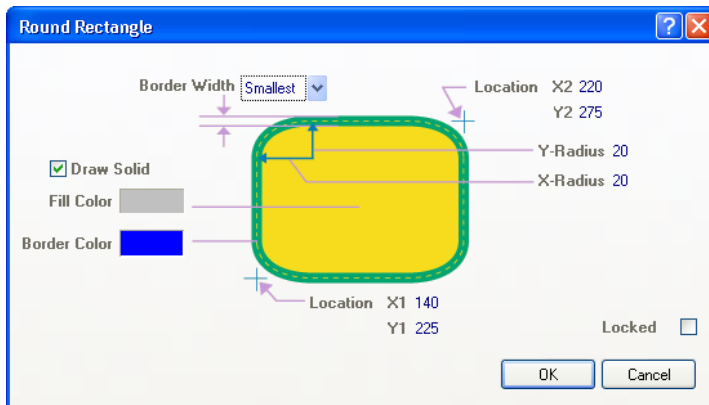 Round Rectangle
Border Width Smallest
Location X2 220
Y2 275
Y-Radius 20
Draw Solid
X-Radius 20
Fill Color
Border Color
Location X1 140
Y1 225
Locked
OK Cancel